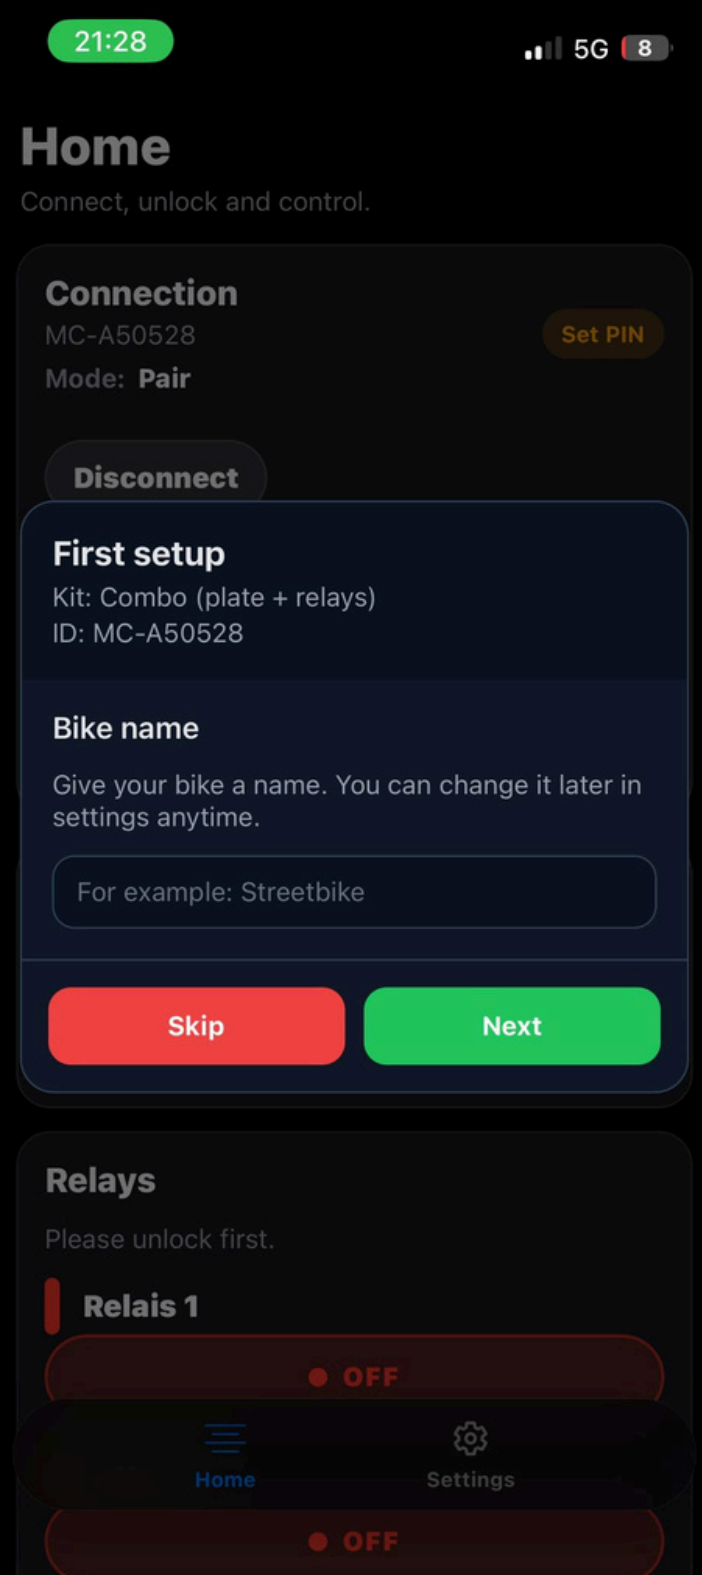 21:28
5G
8
Home
Connect, unlock and control.
Connection
MC-A50528
Set PIN
Mode: Pair
Disconnect
First setup
Kit: Combo (plate + relays)
ID: MC-A50528
Bike name
Give your bike a name. You can change it later in
settings anytime.
For example: Streetbike
Skip
Next
Relays
Please unlock first.
Relais 1
OFF
Home
Settings
OFF